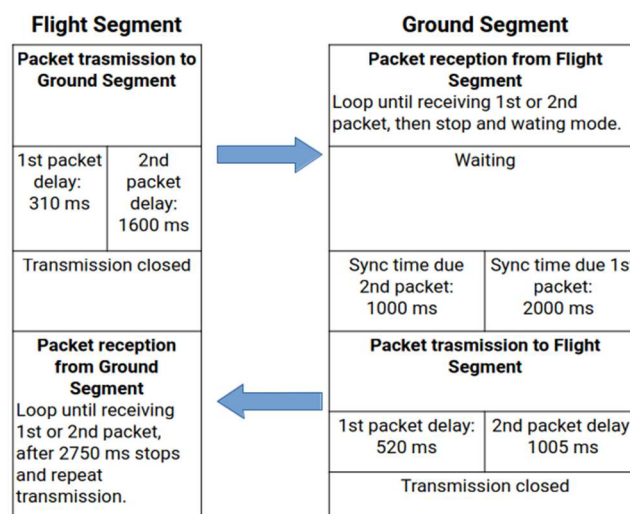 Flight Segment
Packet trasmission to
Ground Segment
1st packet
delay:
310 ms
2nd
packet
delay:
1600 ms
Transmission closed
Packet reception
from Ground
Segment
Loop until receiving
1st or 2nd packet,
after 2750 ms stops
and repeat
transmission.
Ground Segment
Packet reception from Flight
Segment
Loop until receiving 1st or 2nd
packet, then stop and wating mode.
Waiting
Sync time due
2nd packet:
1000 ms
Sync time due 1st
packet:
2000 ms
Packet trasmission to Flight
Segment
1st packet delay:
520 ms
2nd packet delay
1005 ms
Transmission closed